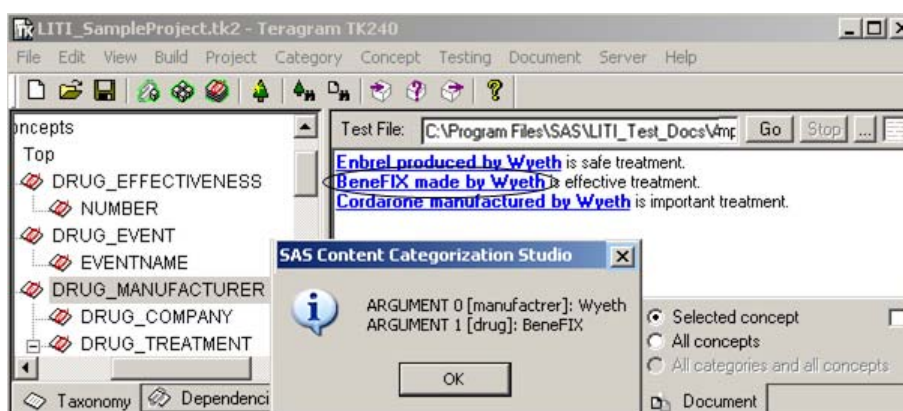 LITI_SampleProject.tk2 - Teragram TK240
File Edit View Build Project Category Concept Testing Document Server Help
oncepts
Top
DRUG_EFFECTIVENESS
NUMBER
DRUG_EVENT
EVENTNAME
DRUG_MANUFACTURER
DRUG_COMPANY
DRUG_TREATMENT
Taxonomy Dependenci
Test File: C:\Program Files\SAS\LITI_Test_Docs\Amp Go Stop ...
Enbrel produced by Wyeth is safe treatment.
BeneFIX made by Wyeth is effective treatment.
Cordarone manufactured by Wyeth is important treatment.
SAS Content Categorization Studio
ARGUMENT 0 [manufactrer]: Wyeth
ARGUMENT 1 [drug]: BeneFIX
OK
Selected concept
All concepts
All categories and all concepts
Document